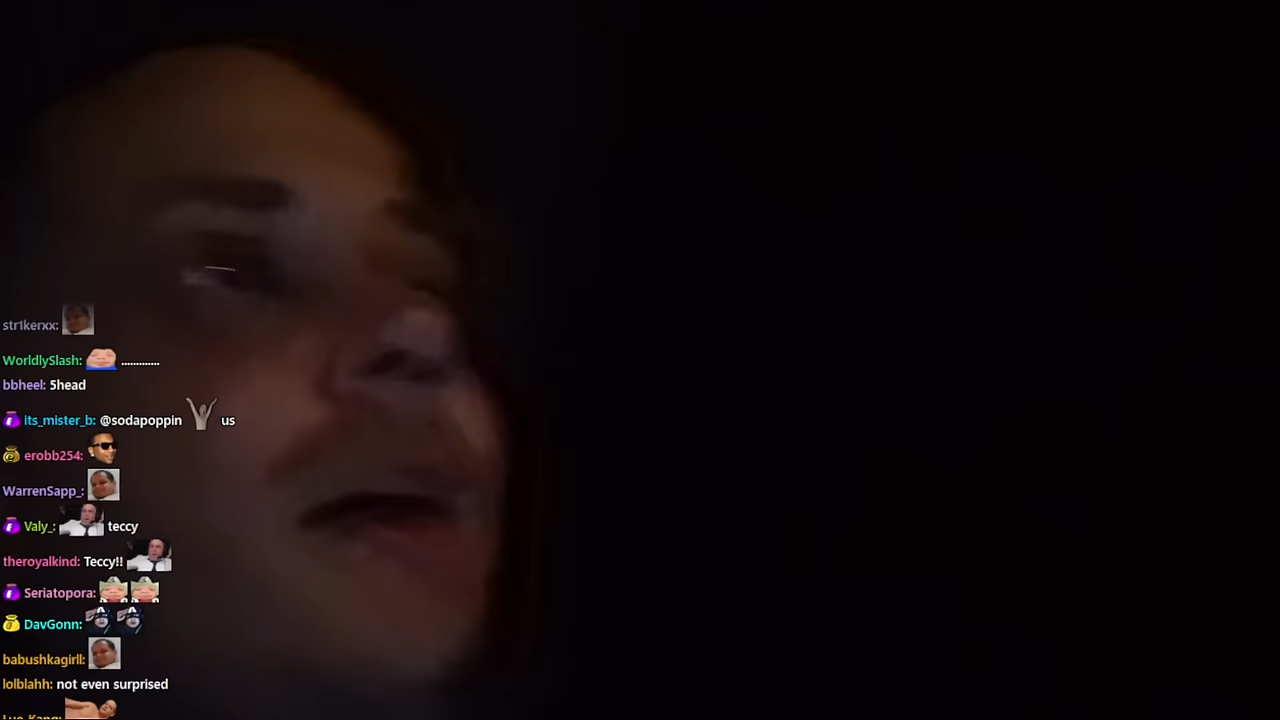 str1kerxx:
WorldlySlash: .............
bbheel: 5head
its_mister_b: @sodapoppin us
erobb254:
WarrenSapp_:
Valy_: teccy
theroyalkind: Teccy!!
Seriatopora:
DavGonn:
babushkagirll:
lolblahh: not even surprised